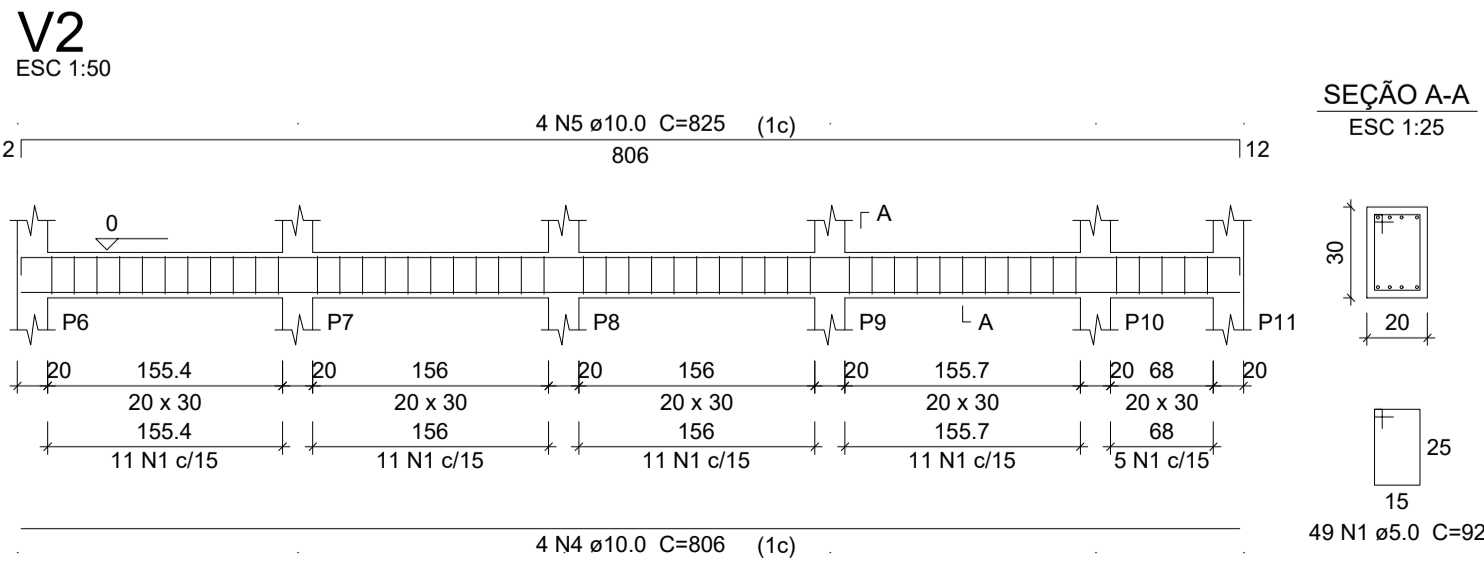 V2
ESC 1:50
SEÇÃO A-A
ESC 1:25
4 N5 ø10.0 C=825 (1c)
2 806 12
0 A
30
P6 P7 P8 P9 A P10 P11
20
20 155.4 20 156 20 156 20 155.7 20 68 20
20 x 30 20 x 30 20 x 30 20 x 30 20 x 30
155.4 156 156 155.7 68
11 N1 c/15 11 N1 c/15 11 N1 c/15 11 N1 c/15 5 N1 c/15
25
15
49 N1 ø5.0 C=92
4 N4 ø10.0 C=806 (1c)